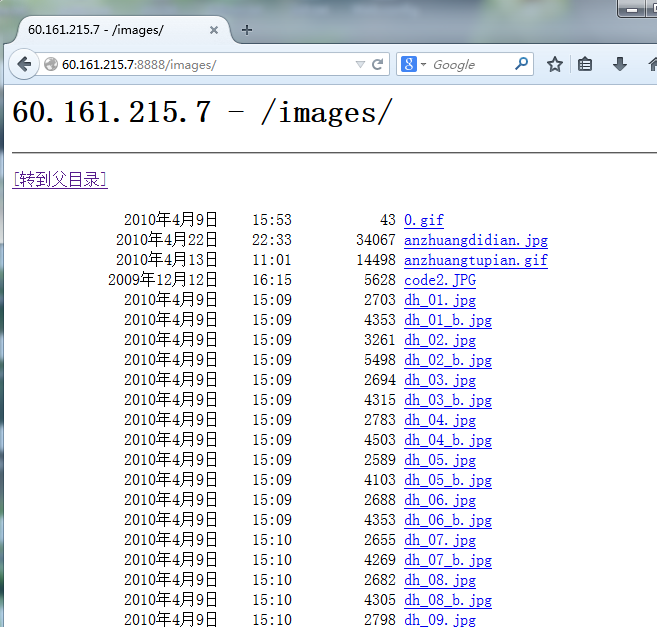 60.161.215.7 - /images/
60.161.215.7:8888/images/
Google
60.161.215.7 - /images/
[转到父目录]
2010年4月9日 15:53 43 0.gif
2010年4月22日 22:33 34067 anzhuangdidian.jpg
2010年4月13日 11:01 14498 anzhuangtupian.gif
2009年12月12日 16:15 5628 code2.JPG
2010年4月9日 15:09 2703 dh_01.jpg
2010年4月9日 15:09 4353 dh_01_b.jpg
2010年4月9日 15:09 3261 dh_02.jpg
2010年4月9日 15:09 5498 dh_02_b.jpg
2010年4月9日 15:09 2694 dh_03.jpg
2010年4月9日 15:09 4315 dh_03_b.jpg
2010年4月9日 15:09 2783 dh_04.jpg
2010年4月9日 15:09 4503 dh_04_b.jpg
2010年4月9日 15:09 2589 dh_05.jpg
2010年4月9日 15:09 4103 dh_05_b.jpg
2010年4月9日 15:09 2688 dh_06.jpg
2010年4月9日 15:09 4353 dh_06_b.jpg
2010年4月9日 15:10 2655 dh_07.jpg
2010年4月9日 15:10 4269 dh_07_b.jpg
2010年4月9日 15:10 2682 dh_08.jpg
2010年4月9日 15:10 4305 dh_08_b.jpg
2010年4月9日 15:10 2798 dh_09.jpg